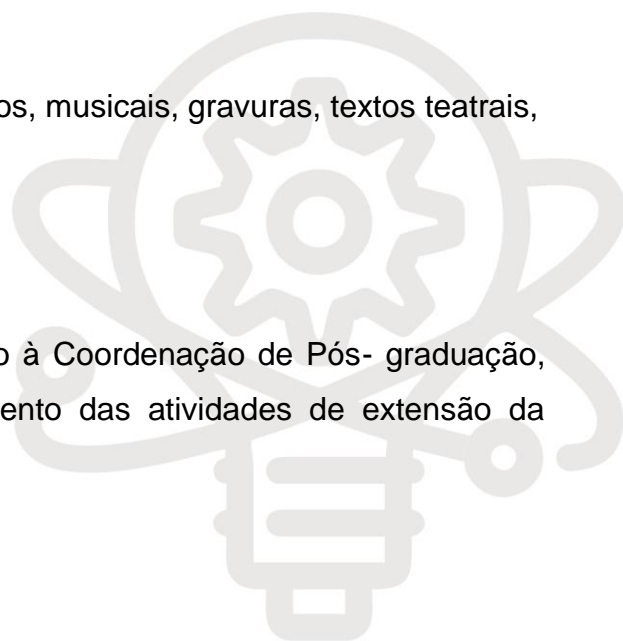 os, musicais, gravuras, textos teatrais,
o à Coordenação de Pós- graduação,
ento das atividades de extensão da